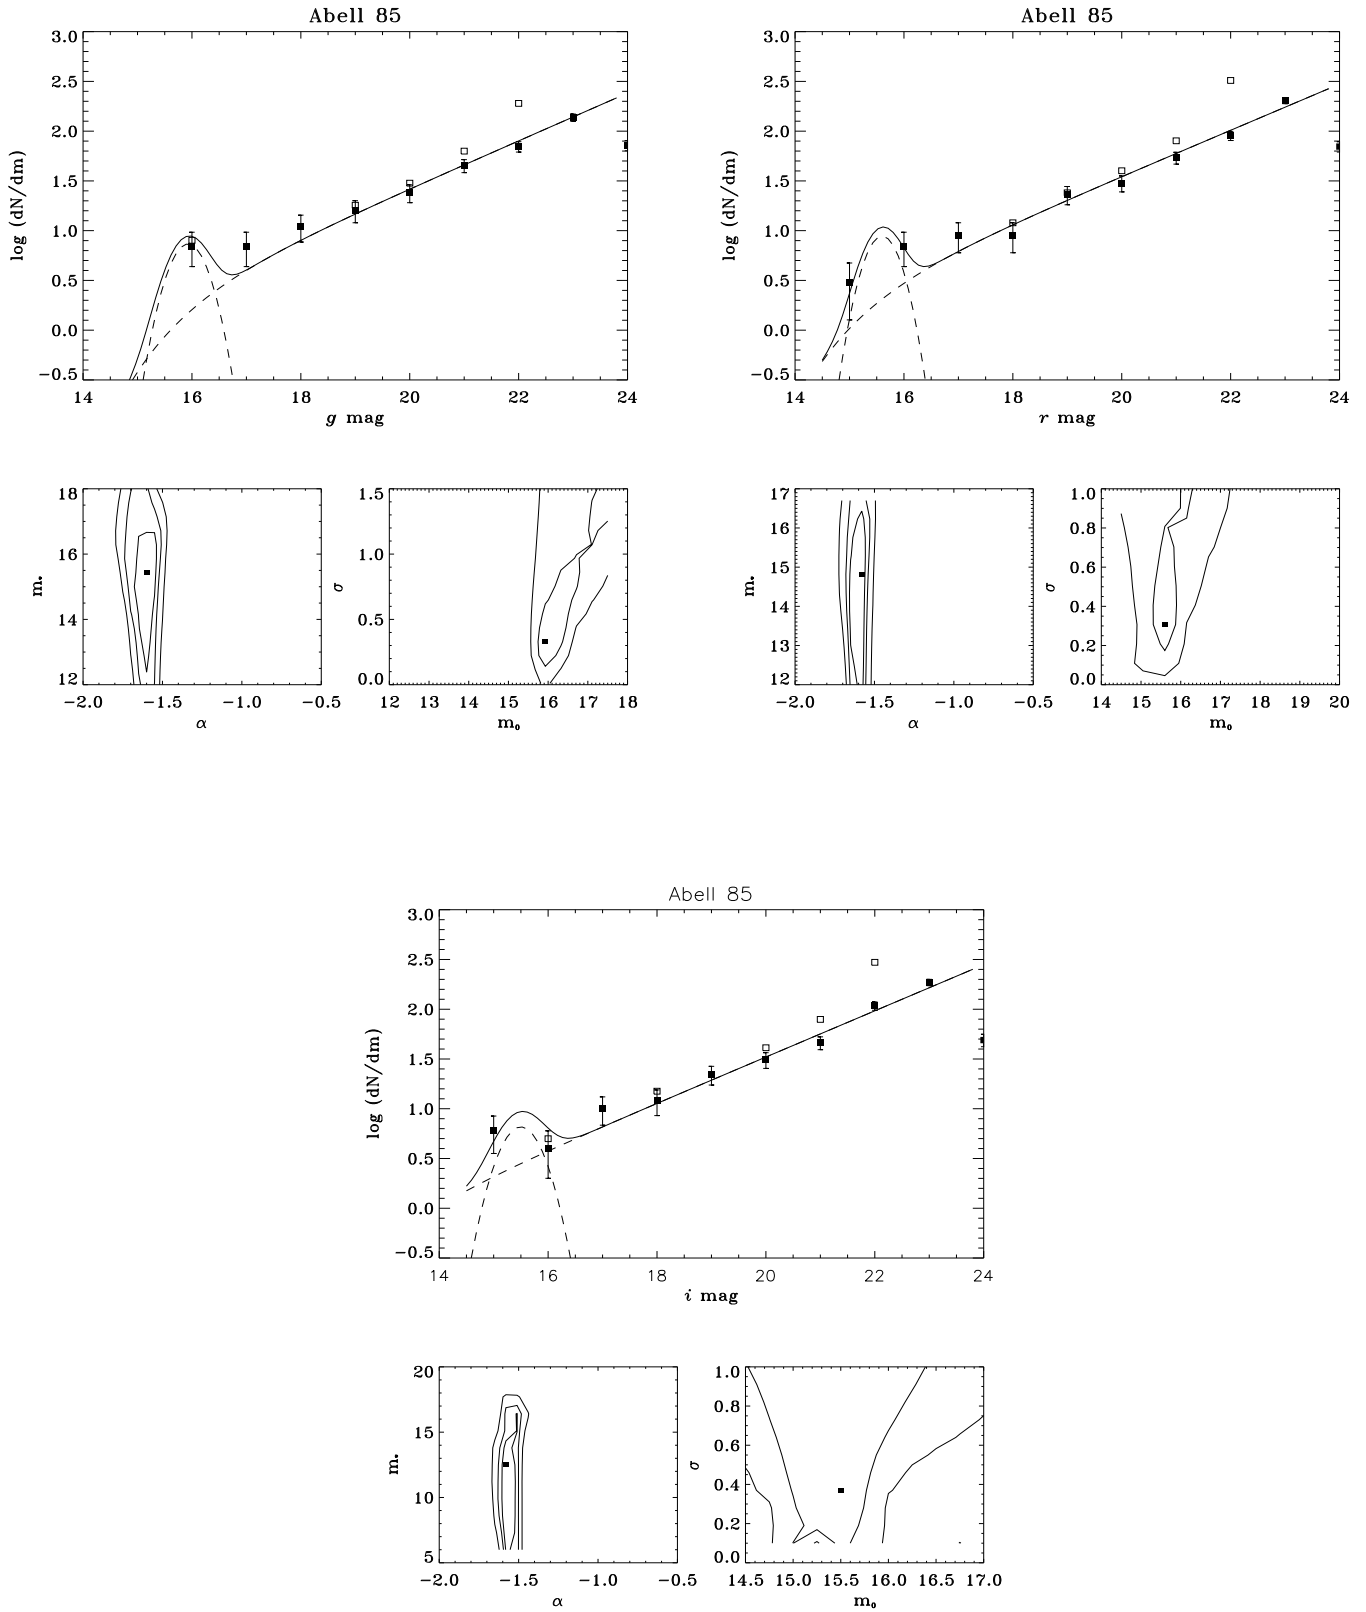 Abell 85
3.0
2.5
2.0
1.5
1.0
0.5
0.0
−0.5
log (dN/dm)
14 16 18 20 22 24
g mag
Abell 85
3.0
2.5
2.0
1.5
1.0
0.5
0.0
−0.5
log (dN/dm)
14 16 18 20 22 24
r mag
18
16
14
12
m*
−2.0 −1.5 −1.0 −0.5
α
1.5
1.0
0.5
0.0
σ
12 13 14 15 16 17 18
m₀
17
16
15
14
13
12
m*
−2.0 −1.5 −1.0 −0.5
α
1.0
0.8
0.6
0.4
0.2
0.0
σ
14 15 16 17 18 19 20
m₀
Abell 85
3.0
2.5
2.0
1.5
1.0
0.5
0.0
−0.5
log (dN/dm)
14 16 18 20 22 24
i mag
20
15
10
5
m*
−2.0 −1.5 −1.0 −0.5
α
1.0
0.8
0.6
0.4
0.2
0.0
σ
14.5 15.0 15.5 16.0 16.5 17.0
m₀